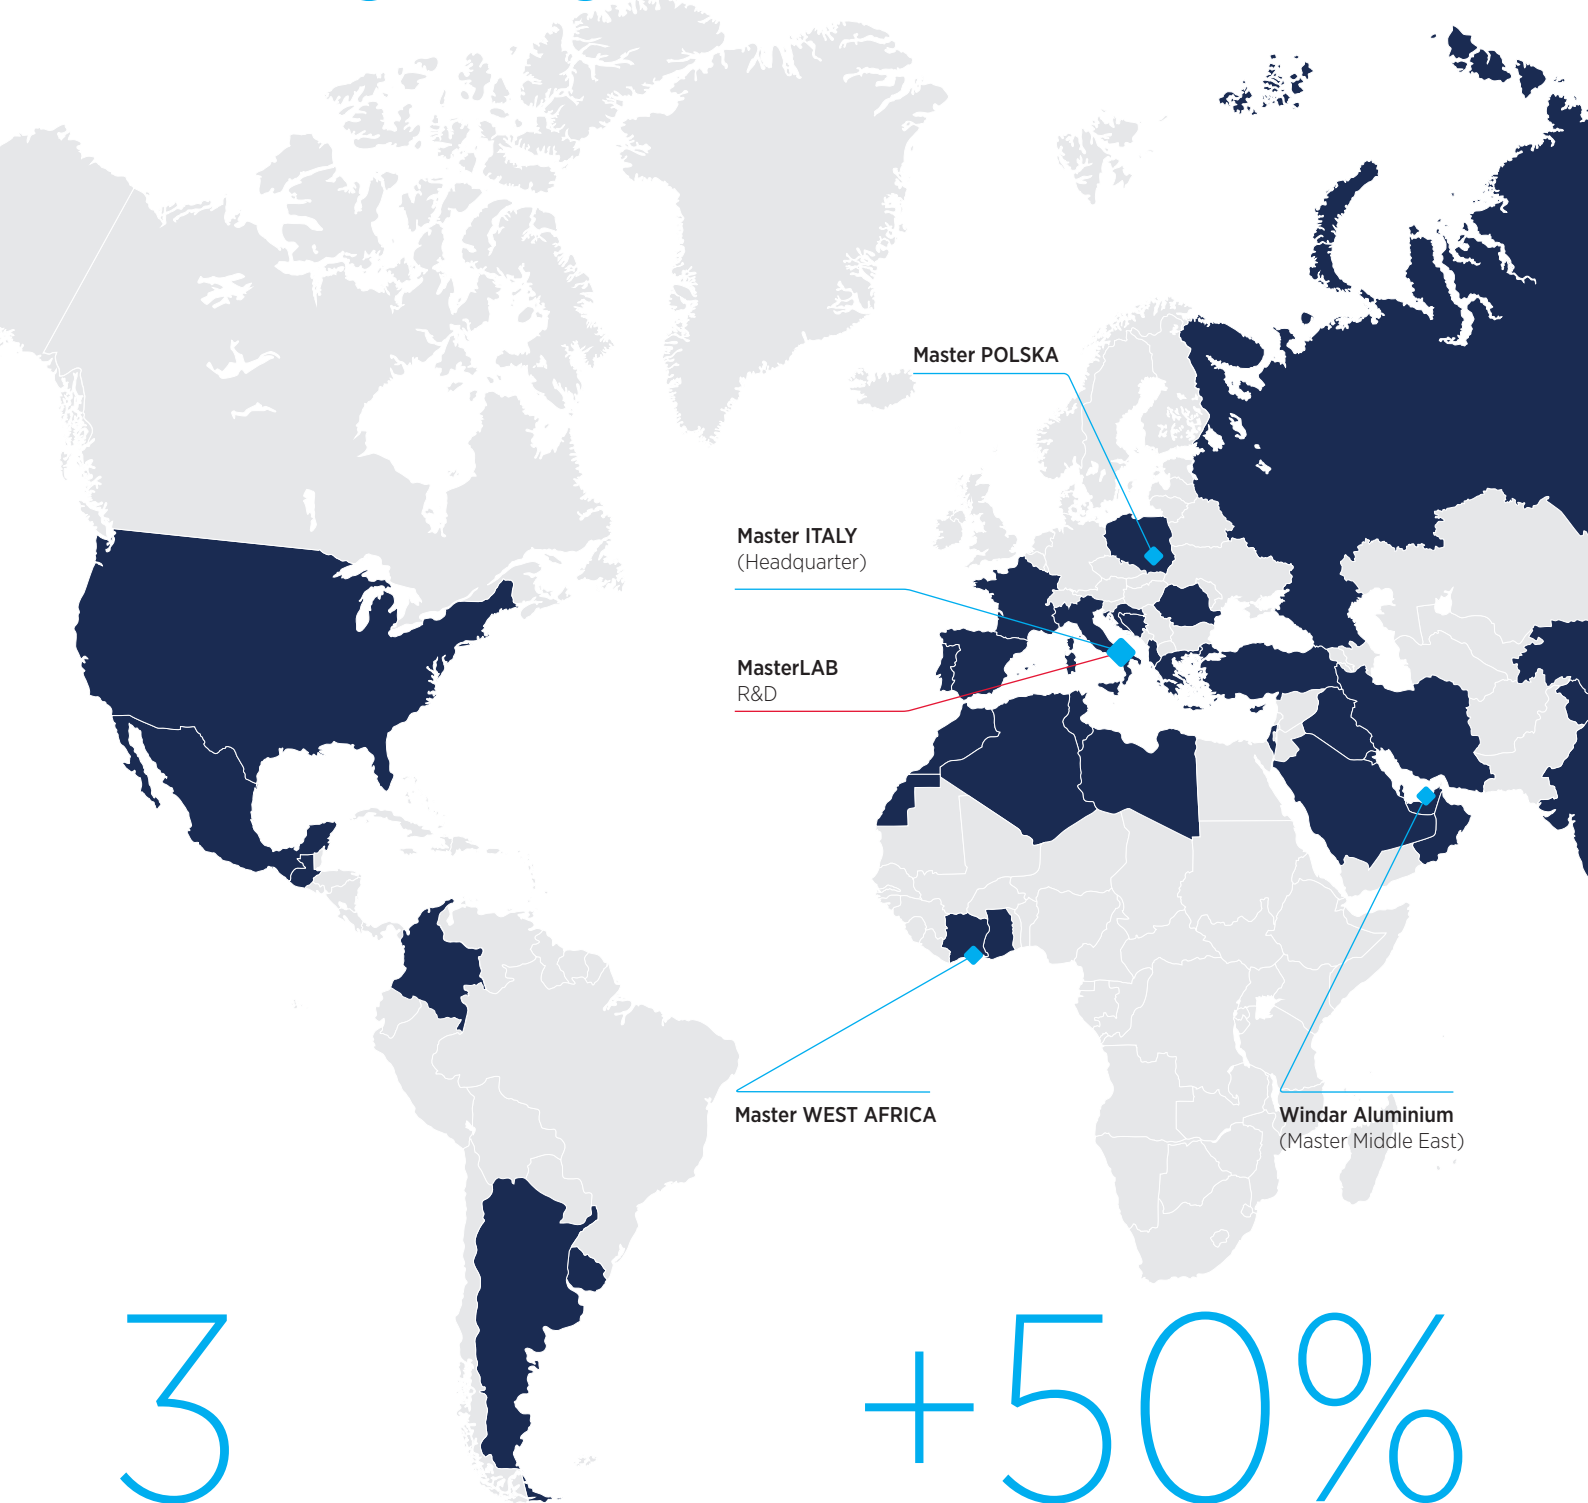 Master POLSKA
Master ITALY
(Headquarter)
MasterLAB
R&D
Master WEST AFRICA
Windar Aluminium
(Master Middle East)
3
+50%